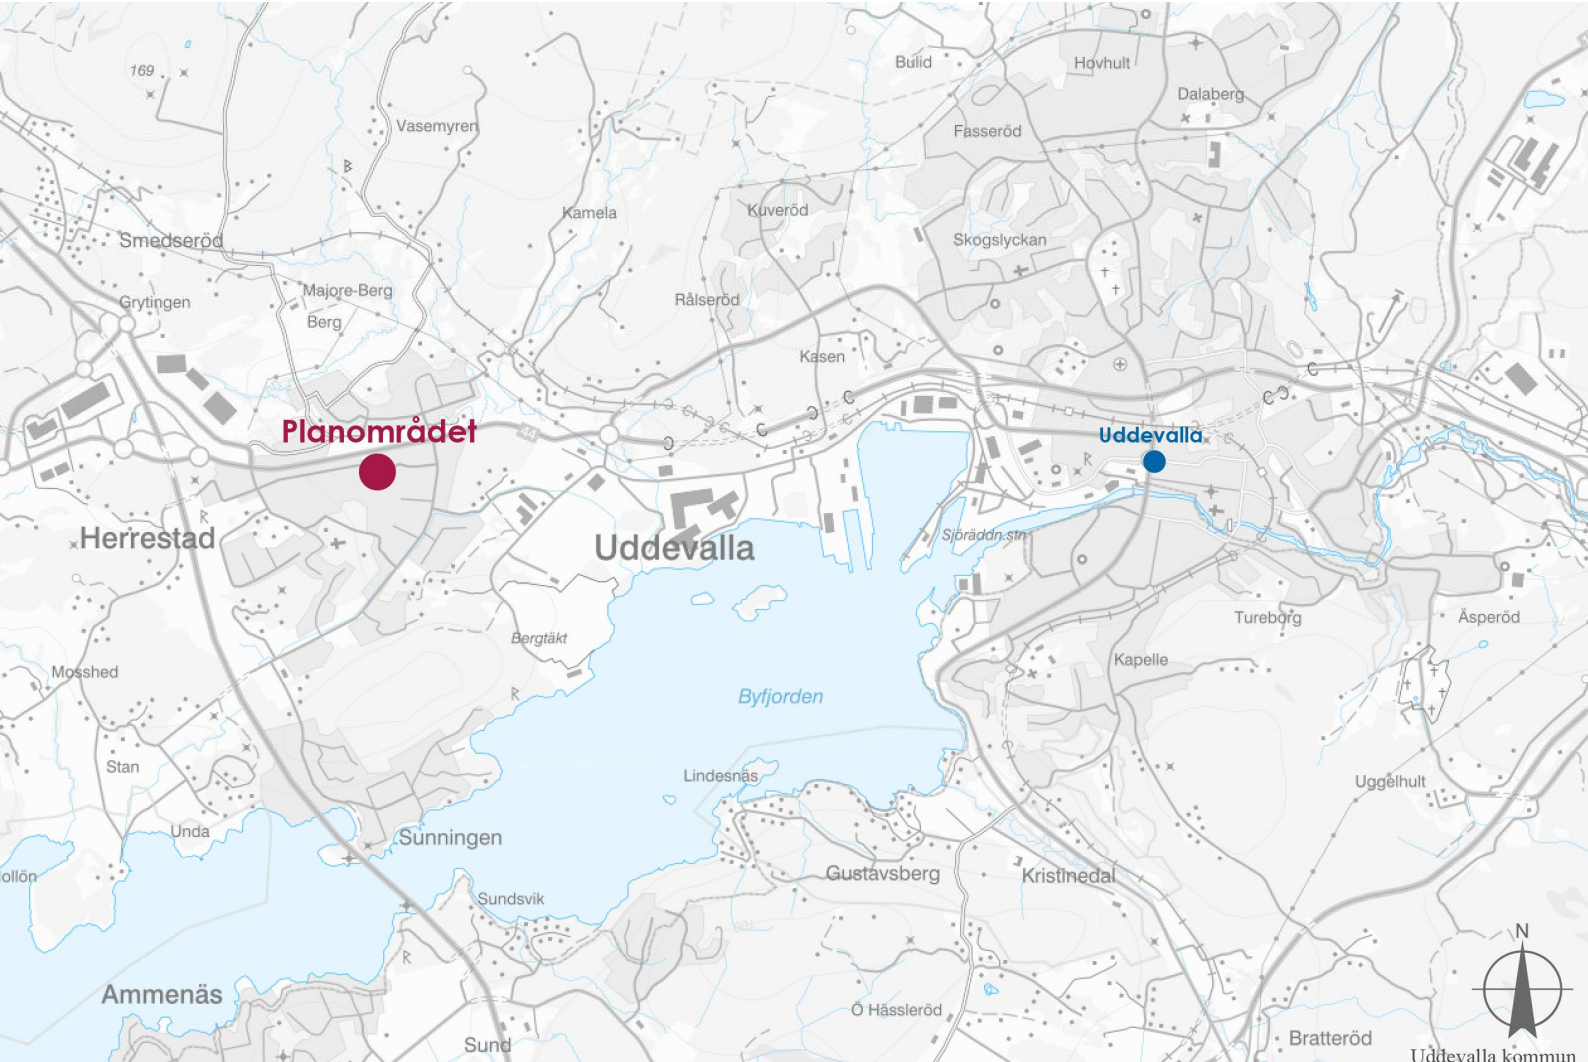 Bulid
Hovhult
169
Dalaberg
Vasemyren
Fasseröd
Kamela
Kuveröd
Smedseröd
Skogslyckan
Majore-Berg
Grytingen
Rålseröd
Berg
Kasen
Planområdet
44
Uddevalla
Herrestad
Uddevalla
Sjöräddn.stn
Tureborg
Äsperöd
Bergtäkt
Mosshed
Kapelle
Byfjorden
Stan
Lindesnäs
Uggelhult
Unda
Sunningen
ollön
Gustavsberg
Kristinedal
Sundsvik
N
Ammenäs
Ö Hässleröd
Sund
Bratteröd
Uddevalla kommun